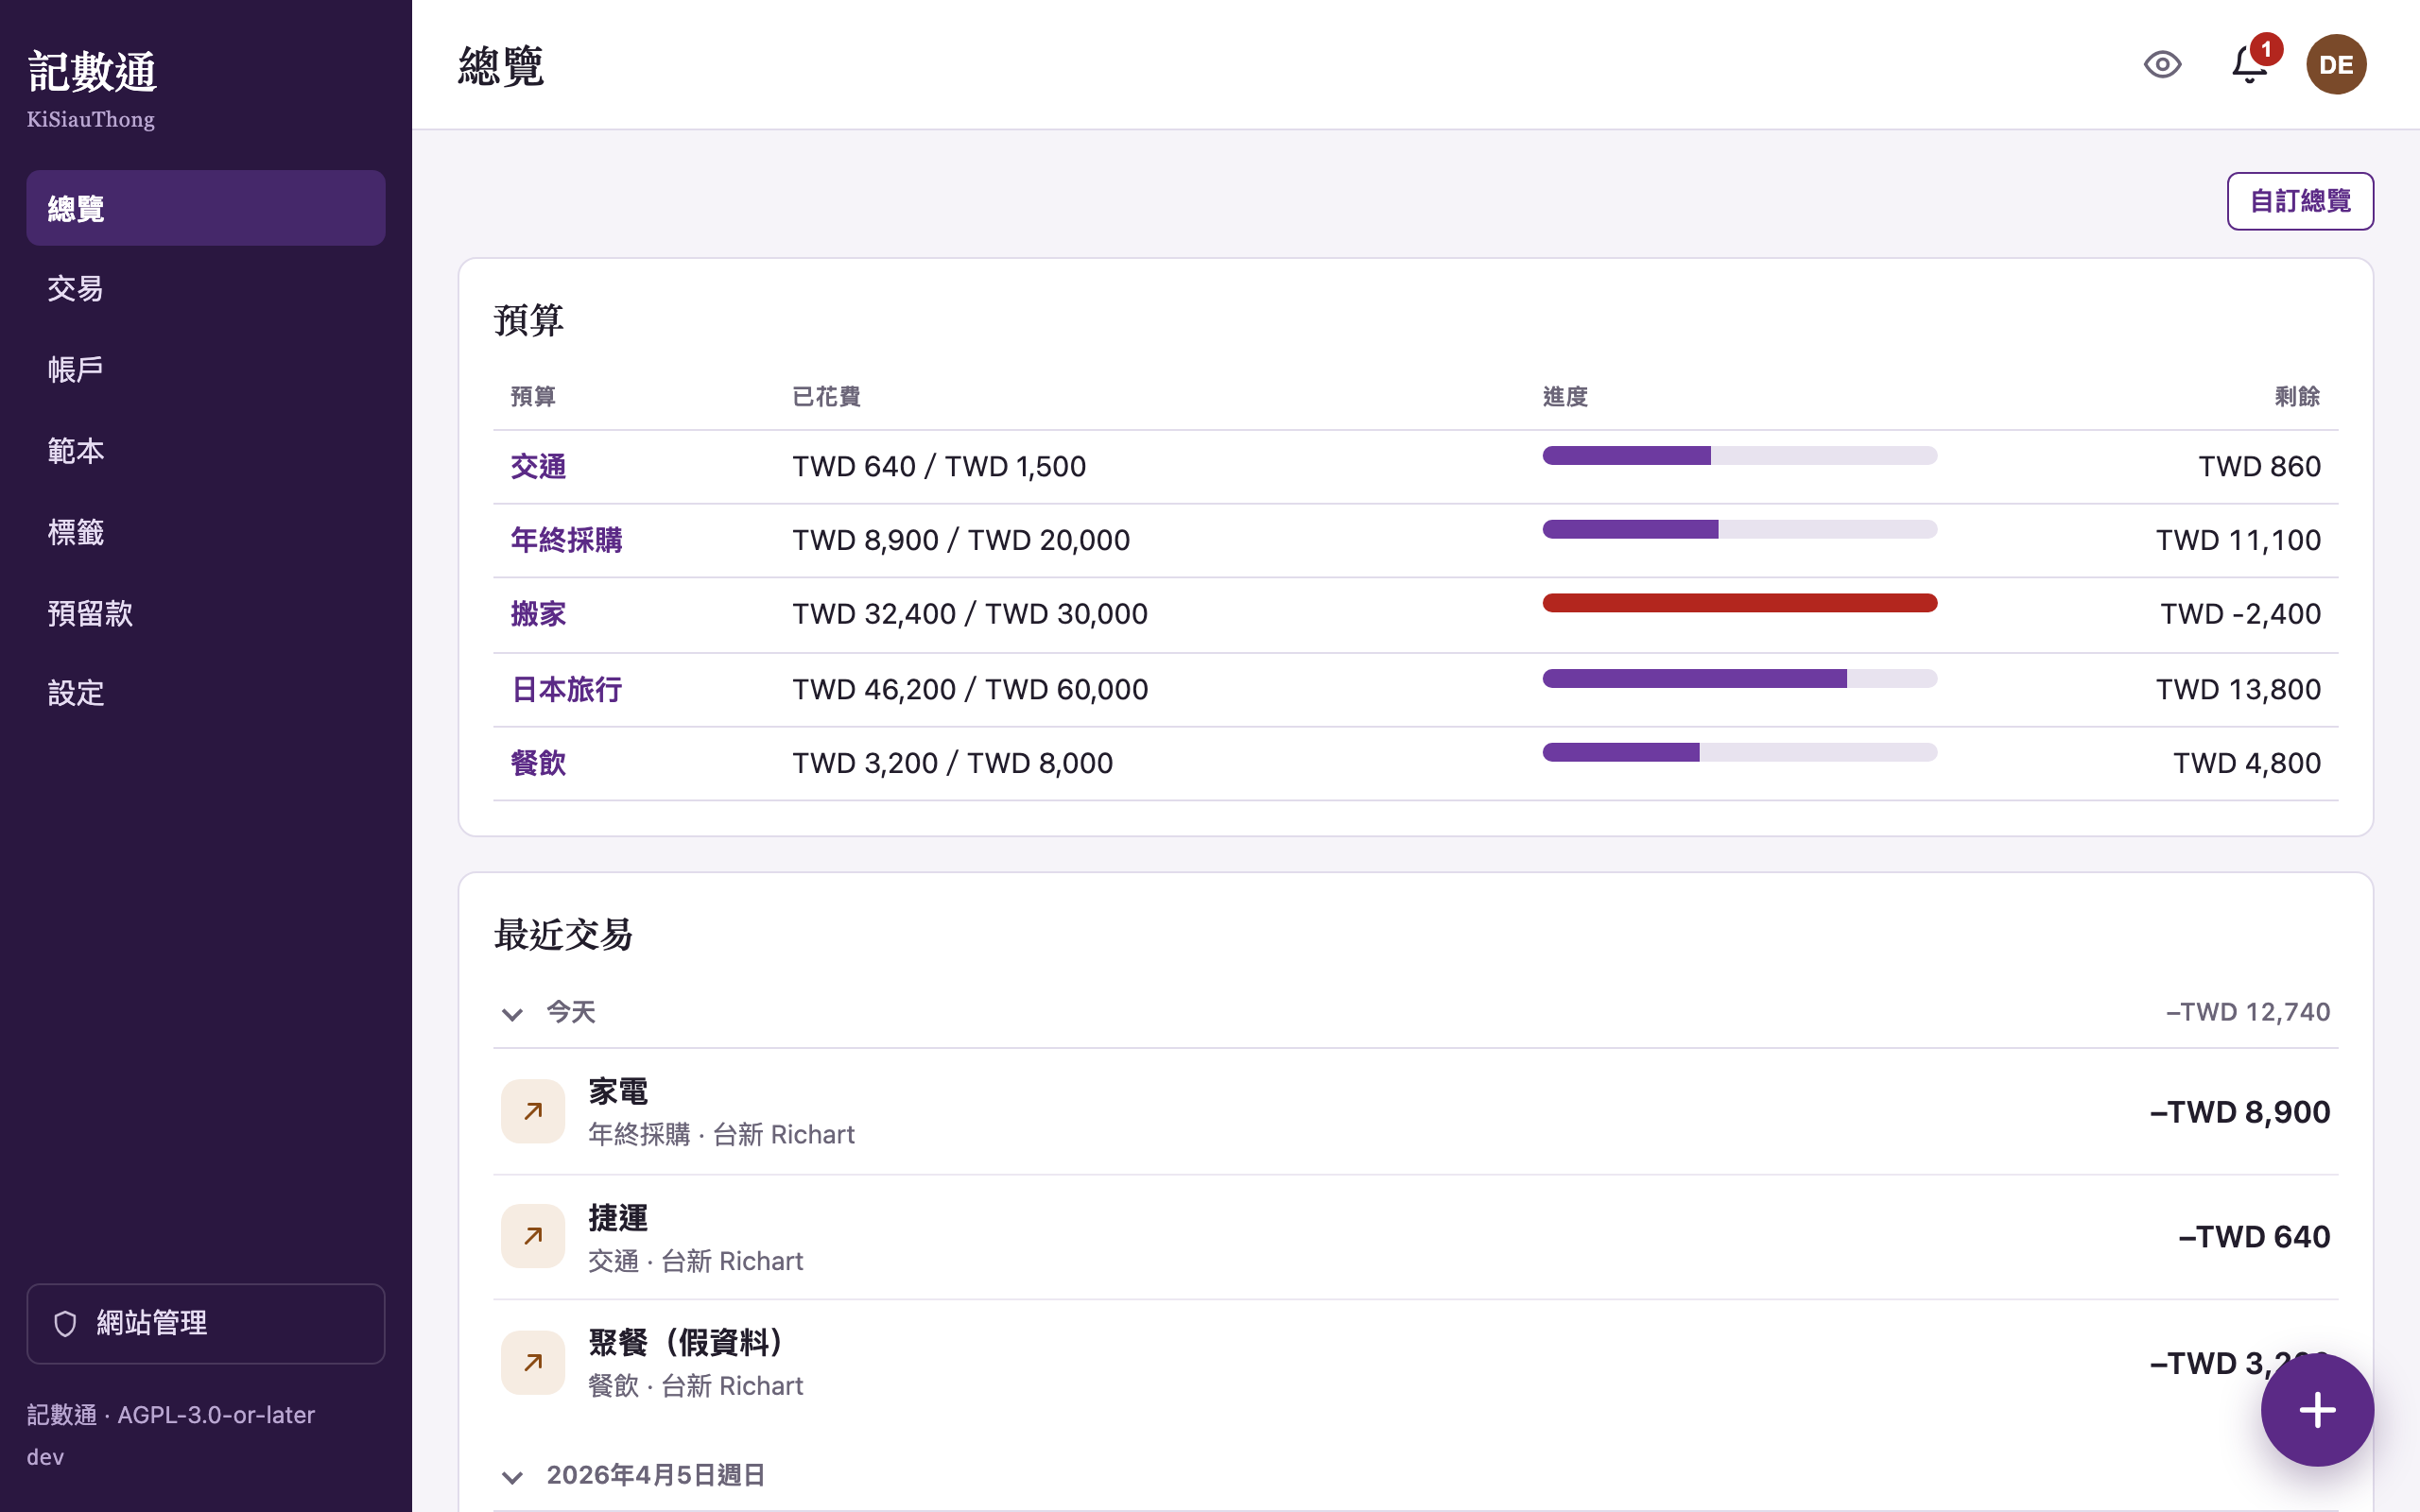 記數通
KiSiauThong
總覽
交易
帳戶
範本
標籤
預留款
設定
網站管理
記數通 · AGPL-3.0-or-later
dev
總覽
1
DE
自訂總覽
預算
預算 已花費 進度 剩餘
交通 TWD 640 / TWD 1,500 TWD 860
年終採購 TWD 8,900 / TWD 20,000 TWD 11,100
搬家 TWD 32,400 / TWD 30,000 TWD -2,400
日本旅行 TWD 46,200 / TWD 60,000 TWD 13,800
餐飲 TWD 3,200 / TWD 8,000 TWD 4,800
最近交易
今天 –TWD 12,740
家電
年終採購 · 台新 Richart
–TWD 8,900
捷運
交通 · 台新 Richart
–TWD 640
聚餐（假資料）
餐飲 · 台新 Richart
–TWD
2026年4月5日週日